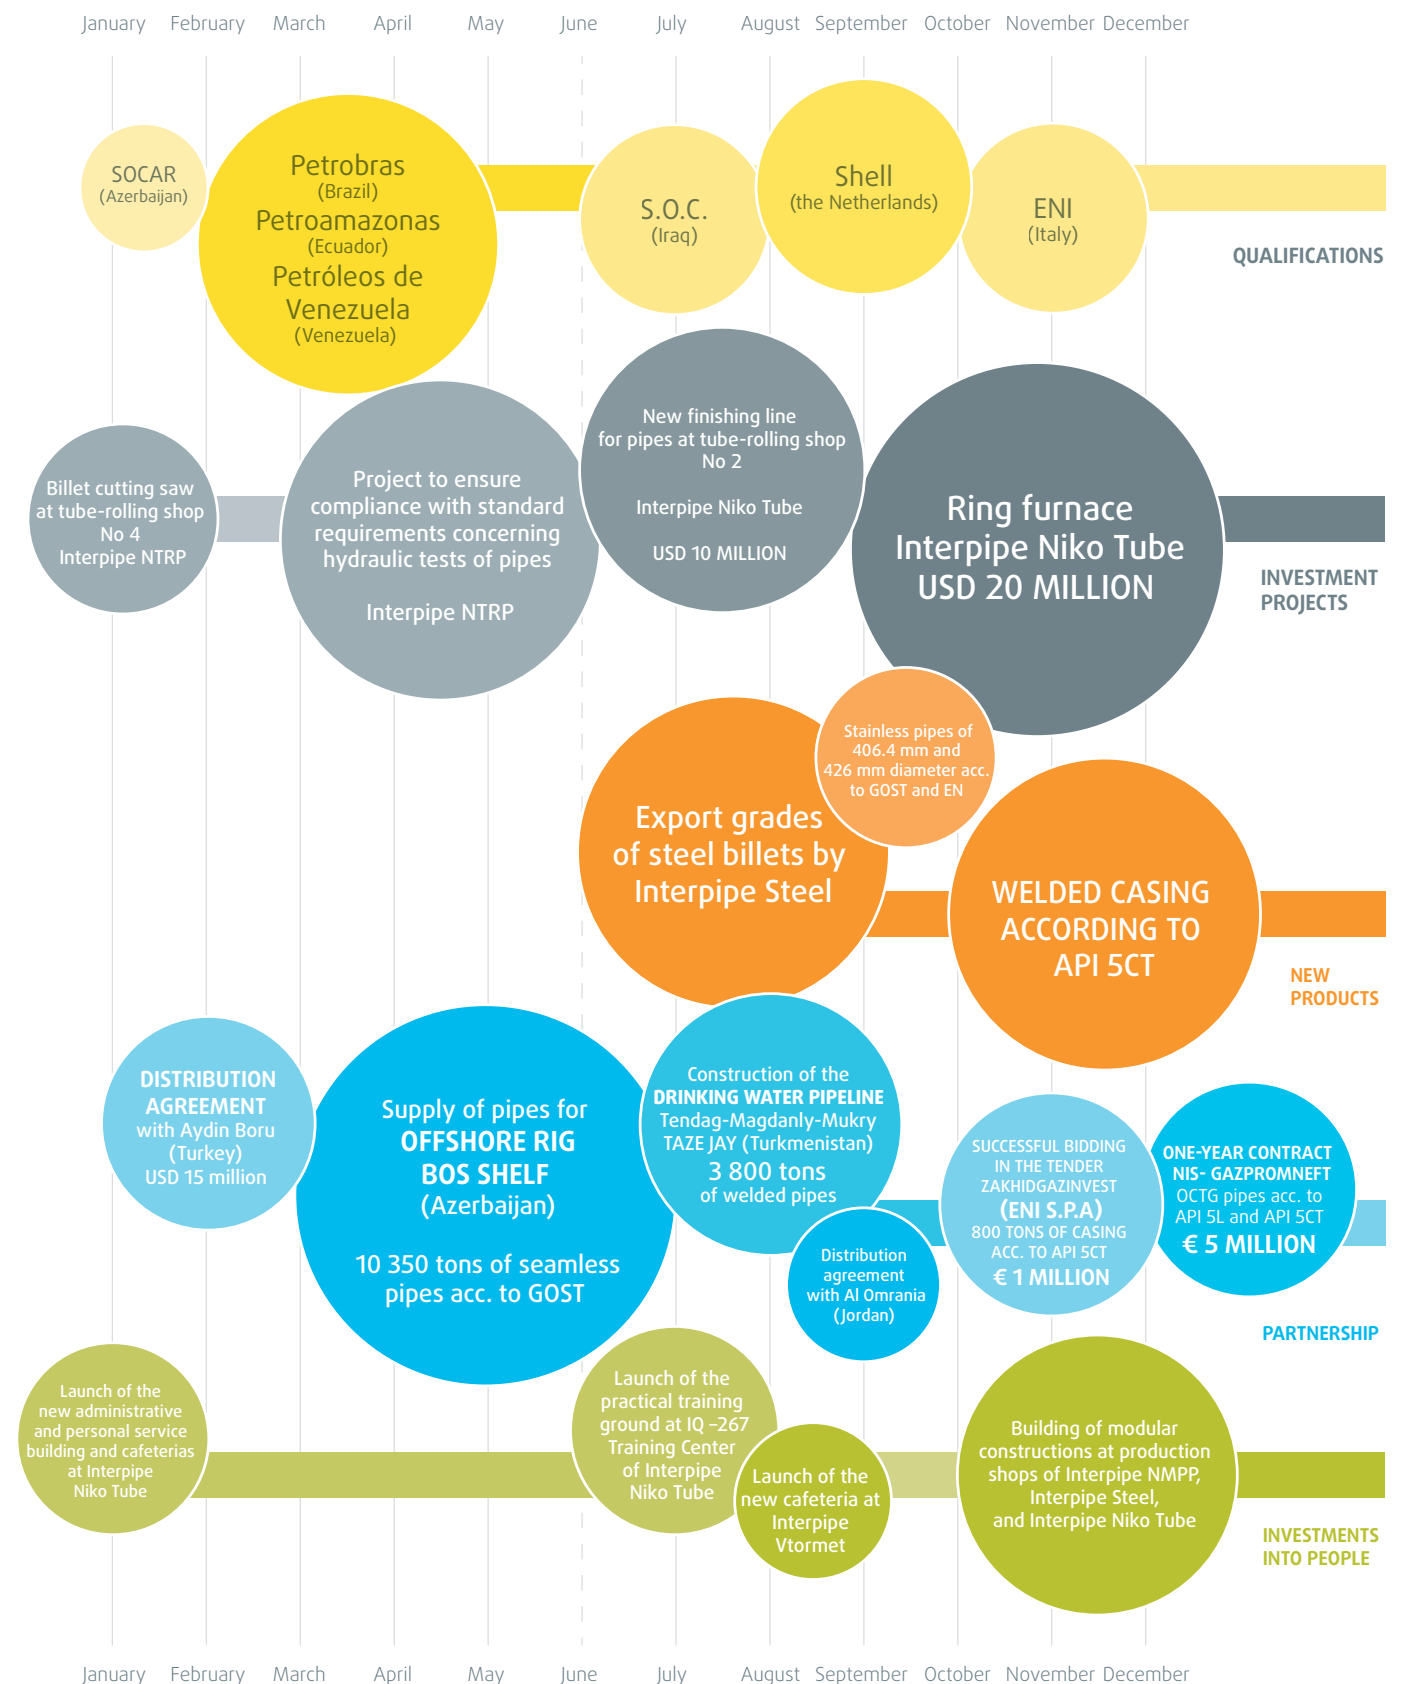 January February March April May June July August September October November December
SOCAR
(Azerbaijan)
Petrobras
(Brazil)
Petroamazonas
(Ecuador)
Petróleos de
Venezuela
(Venezuela)
S.O.C.
(Iraq)
Shell
(the Netherlands)
ENI
(Italy)
QUALIFICATIONS
Billet cutting saw
at tube-rolling shop
No 4
Interpipe NTRP
Project to ensure
compliance with standard
requirements concerning
hydraulic tests of pipes
Interpipe NTRP
New finishing line
for pipes at tube-rolling shop
No 2
Interpipe Niko Tube
USD 10 MILLION
Ring furnace
Interpipe Niko Tube
USD 20 MILLION
INVESTMENT
PROJECTS
Export grades
of steel billets by
Interpipe Steel
Stainless pipes of
406.4 mm and
426 mm diameter acc.
to GOST and EN
WELDED CASING
ACCORDING TO
API 5CT
NEW
PRODUCTS
DISTRIBUTION
AGREEMENT
with Aydin Boru
(Turkey)
USD 15 million
Supply of pipes for
OFFSHORE RIG
BOS SHELF
(Azerbaijan)
10 350 tons of seamless
pipes acc. to GOST
Construction of the
DRINKING WATER PIPELINE
Tendag-Magdanly-Mukry
TAZE JAY (Turkmenistan)
3 800 tons
of welded pipes
Distribution
agreement
with Al Omrania
(Jordan)
SUCCESSFUL BIDDING
IN THE TENDER
ZAKHIDGAZINVEST
(ENI S.P.A)
800 TONS OF CASING
ACC. TO API 5CT
€ 1 MILLION
ONE-YEAR CONTRACT
NIS- GAZPROMNEFT
OCTG pipes acc. to
API 5L and API 5CT
€ 5 MILLION
PARTNERSHIP
Launch of the
new administrative
and personal service
building and cafeterias
at Interpipe
Niko Tube
Launch of the
practical training
ground at IQ –267
Training Center
of Interpipe
Niko Tube
Launch of the
new cafeteria at
Interpipe
Vtormet
Building of modular
constructions at production
shops of Interpipe NMPP,
Interpipe Steel,
and Interpipe Niko Tube
INVESTMENTS
INTO PEOPLE
January February March April May June July August September October November December